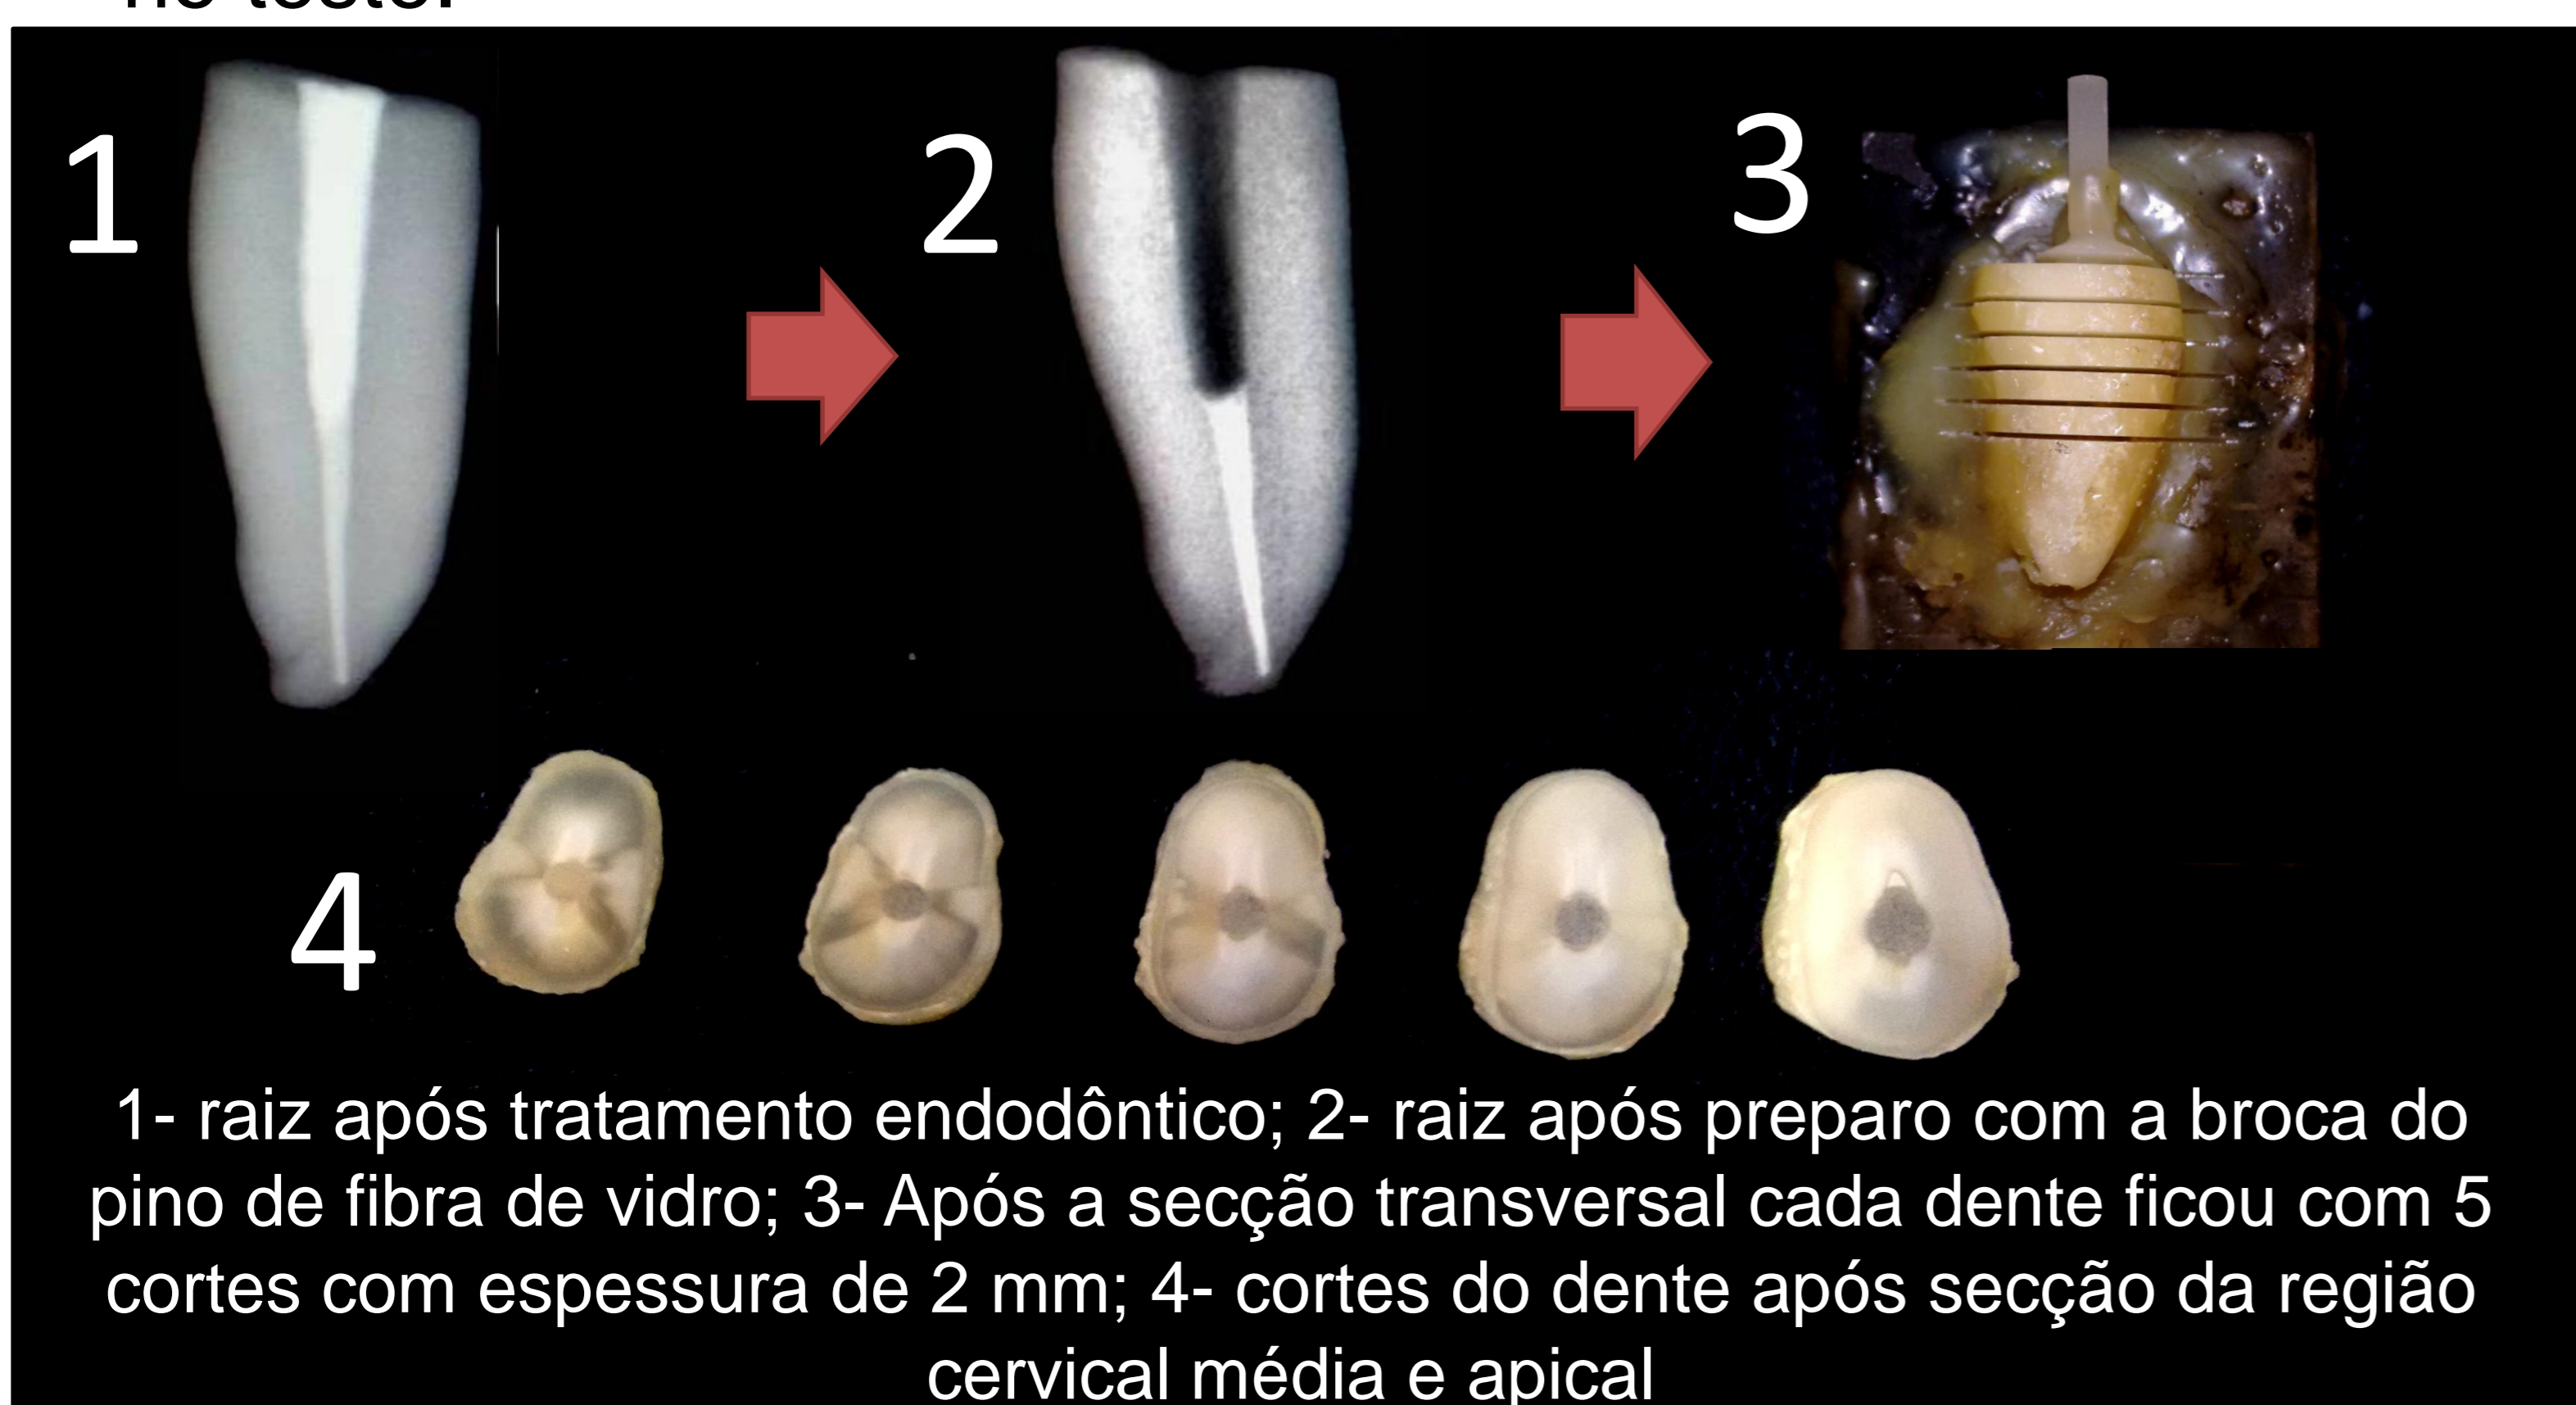 1
2
3
4
1- raiz após tratamento endodôntico; 2- raiz após preparo com a broca do
pino de fibra de vidro; 3- Após a secção transversal cada dente ficou com 5
cortes com espessura de 2 mm; 4- cortes do dente após secção da região
cervical média e apical